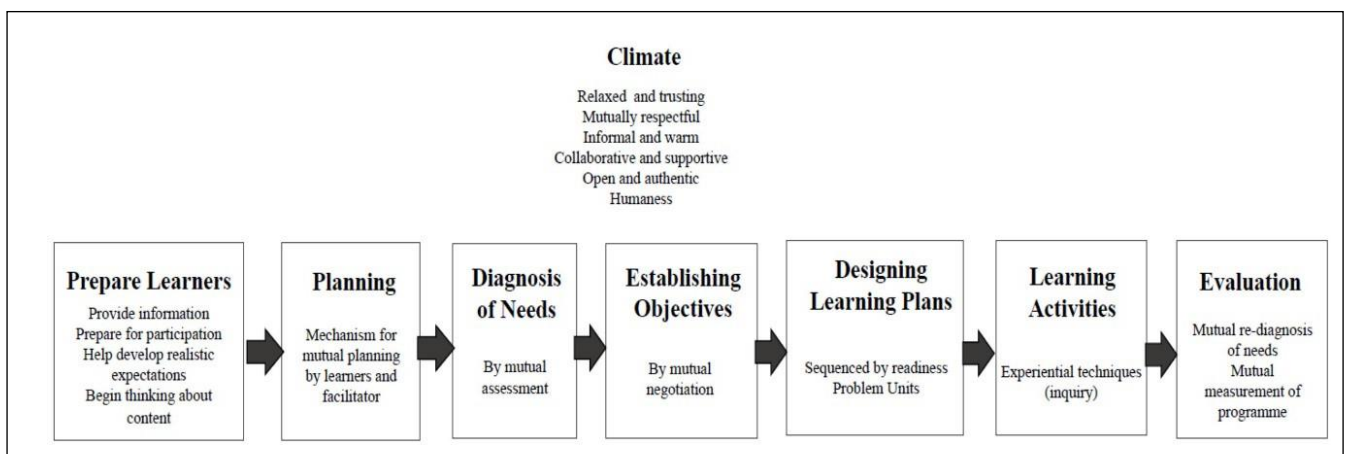 Climate
Relaxed and trusting
Mutually respectful
Informal and warm
Collaborative and supportive
Open and authentic
Humaness
Prepare Learners
Provide information
Prepare for participation
Help develop realistic
expectations
Begin thinking about
content
Planning
Mechanism for
mutual planning
by learners and
facilitator
Diagnosis
of Needs
By mutual
assessment
Establishing
Objectives
By mutual
negotiation
Designing
Learning Plans
Sequenced by readiness
Problem Units
Learning
Activities
Experiential techniques
(inquiry)
Evaluation
Mutual re-diagnosis
of needs
Mutual
measurement of
programme